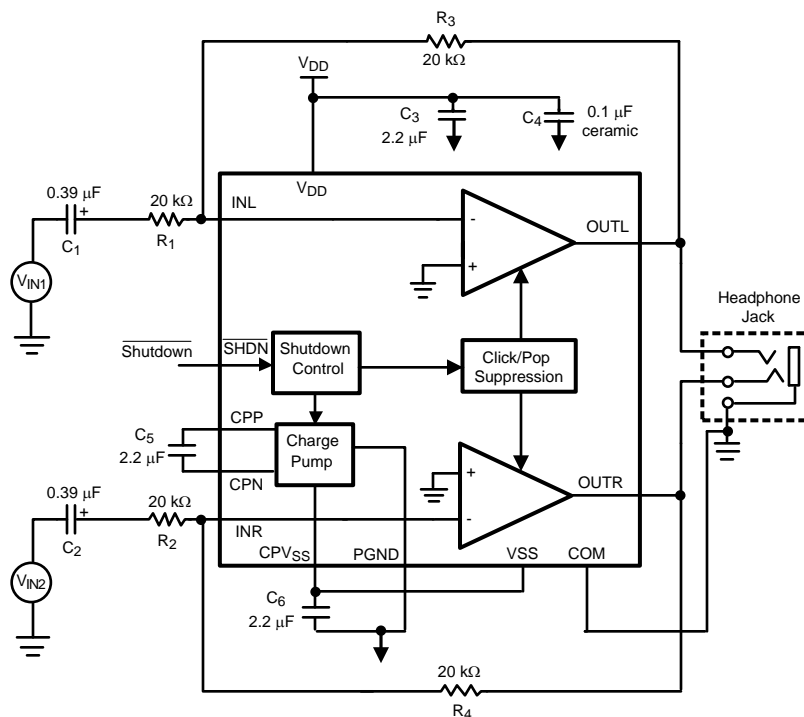 R3
20 kΩ
VDD
C3
2.2 μF
C4
0.1 μF
ceramic
VDD
0.39 μF
+
C1
20 kΩ
R1
INL
-
+
OUTL
VIN1
Headphone
Jack
Shutdown
SHDN
Shutdown
Control
Click/Pop
Suppression
CPP
C5
2.2 μF
Charge
Pump
CPN
+
-
OUTR
0.39 μF
+
C2
20 kΩ
R2
INR
CPVSS
PGND
VSS
COM
VIN2
C6
2.2 μF
20 kΩ
R4